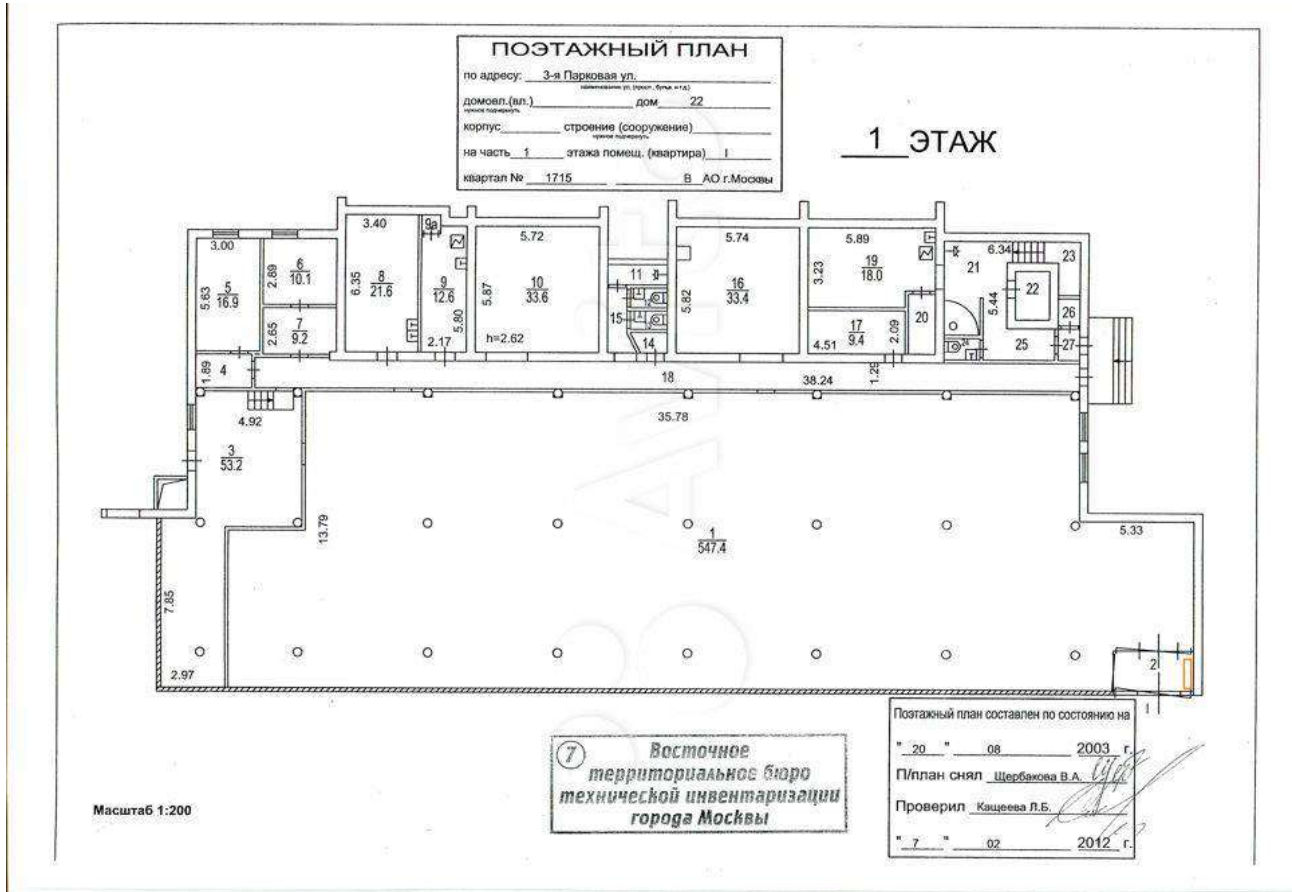 ПОЭТАЖНЫЙ ПЛАН
по адресу: 3-я Парковая ул.
домовл.(вл.) дом 22
нужное подчеркнуть
корпус строение (сооружение)
нужное подчеркнуть
на часть 1 этажа помещ. (квартира) I
квартал № 1715 В АО г.Москвы
1 ЭТАЖ
3.00
5.63
5
16.9
2.89
6
10.1
2.65
7
9.2
1.89
4
3.40
6.35
8
21.6
9а
9
12.6
5.80
2.17
5.72
5.87
10
33.6
h=2.62
11
15
14
5.74
5.82
16
33.4
5.89
3.23
19
18.0
17
9.4
4.51
2.09
20
21
6.34
5.44
22
23
24
25
26
27
18
38.24
1.29
4.92
3
53.2
35.78
13.79
1
547.4
5.33
7.85
2.97
2
I
Масштаб 1:200
7 Восточное
территориальное бюро
технической инвентаризации
города Москвы
Поэтажный план составлен по состоянию на
" 20 " 08 2003 г.
П/план снял Щербакова В.А.
Проверил Кащеева Л.Б.
" 7 " 02 2012 г.